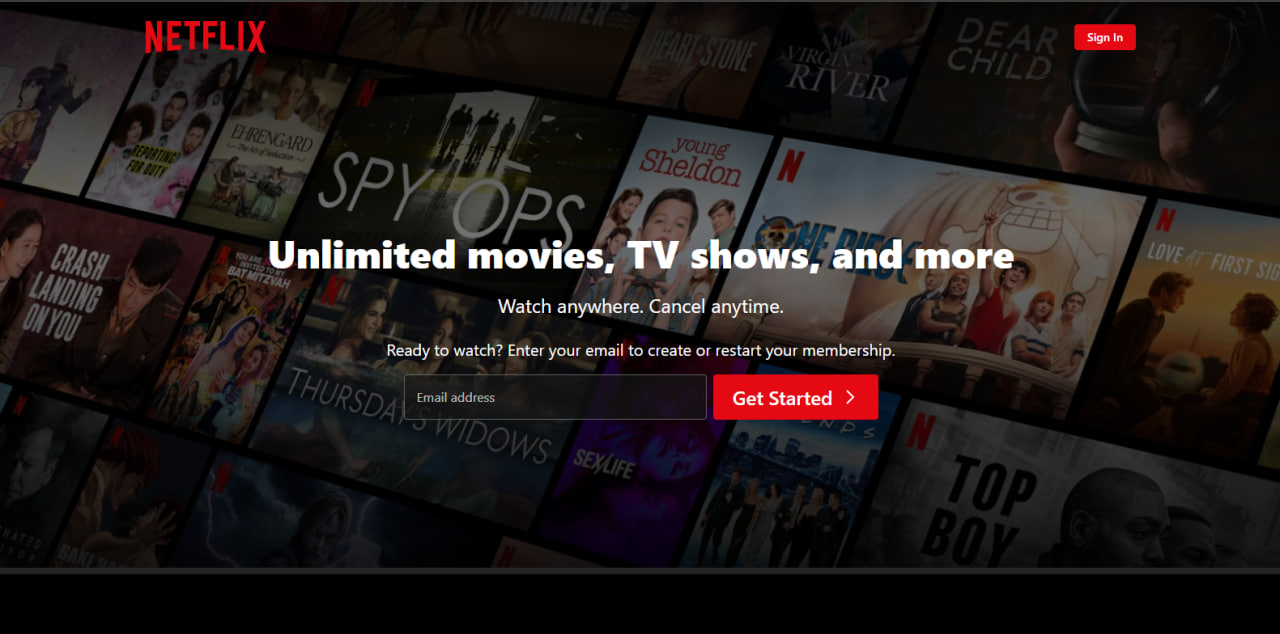 NETFLIX
Sign In
SUMMER
HEART OF STONE
VIRGIN
RIVER
DEAR
CHILD
REPORTING
FOR DUTY
EHRENGARD
The Art of Seduction
SPY OPS
young
Sheldon
ONE PIECE
LOVE AT FIRST SIG
CRASH
LANDING
ON YOU
YOU ARE SO NOT
INVITED TO MY
BAT MITZVAH
Unlimited movies, TV shows, and more
Watch anywhere. Cancel anytime.
Ready to watch? Enter your email to create or restart your membership.
Email address
Get Started
THURSDAY'S WIDOWS
SEX/LIFE
TOP
BOY